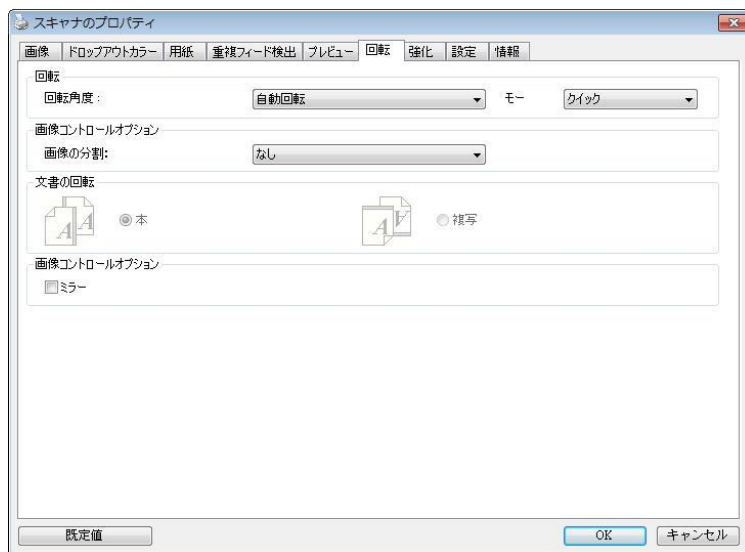 スキャナのプロパティ
画像 ドロップアウトカラー 用紙 重複フィード検出 プレビュー 回転 強化 設定 情報
回転
回転角度: 自動回転 モー クイック
画像コントロールオプション
画像の分割: なし
文書の回転
A A 本 A A 複写
画像コントロールオプション
ミラー
既定値 OK キャンセル